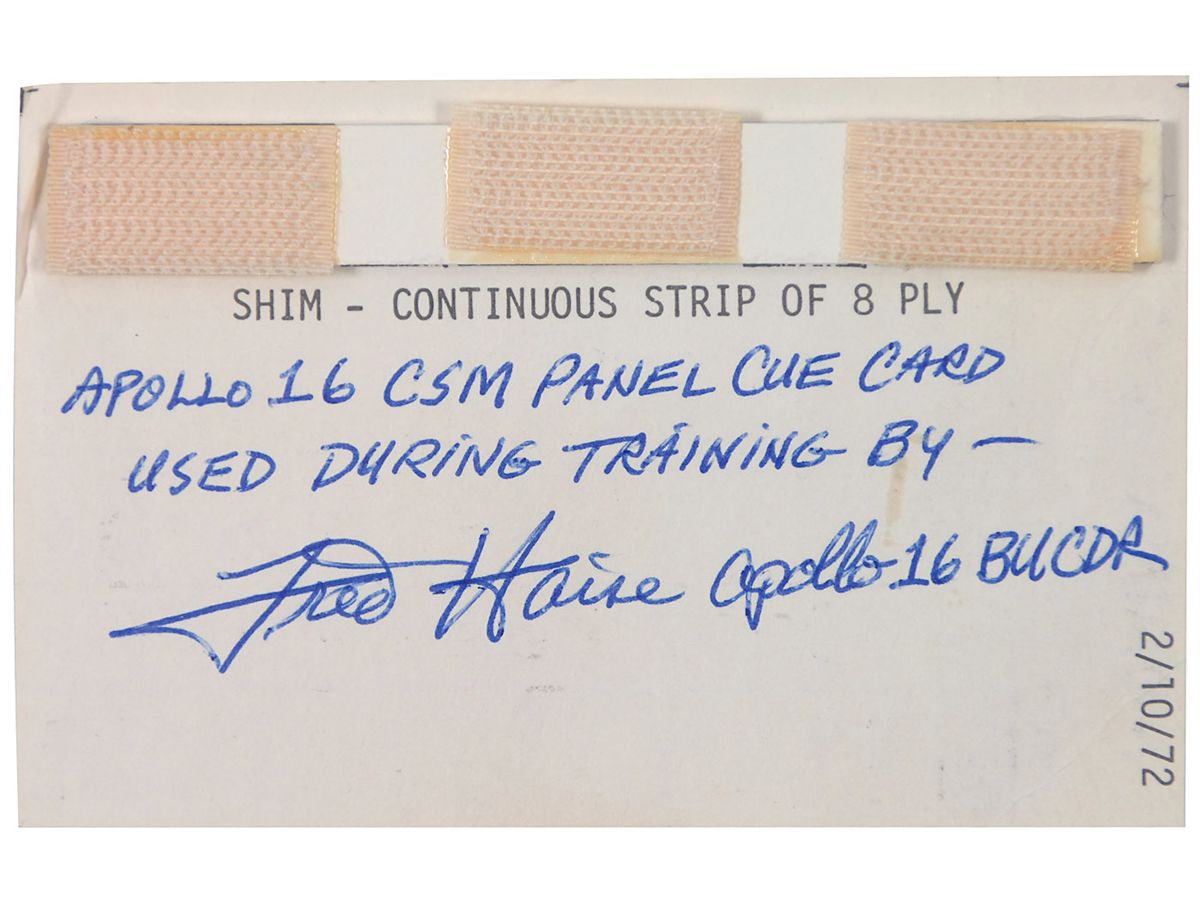 SHIM - CONTINUOUS STRIP OF 8 PLY
APOLLO 16 CSM PANEL CUE CARD
USED DURING TRAINING BY —
Fred Haise Apollo 16 BUCDR
2/10/72